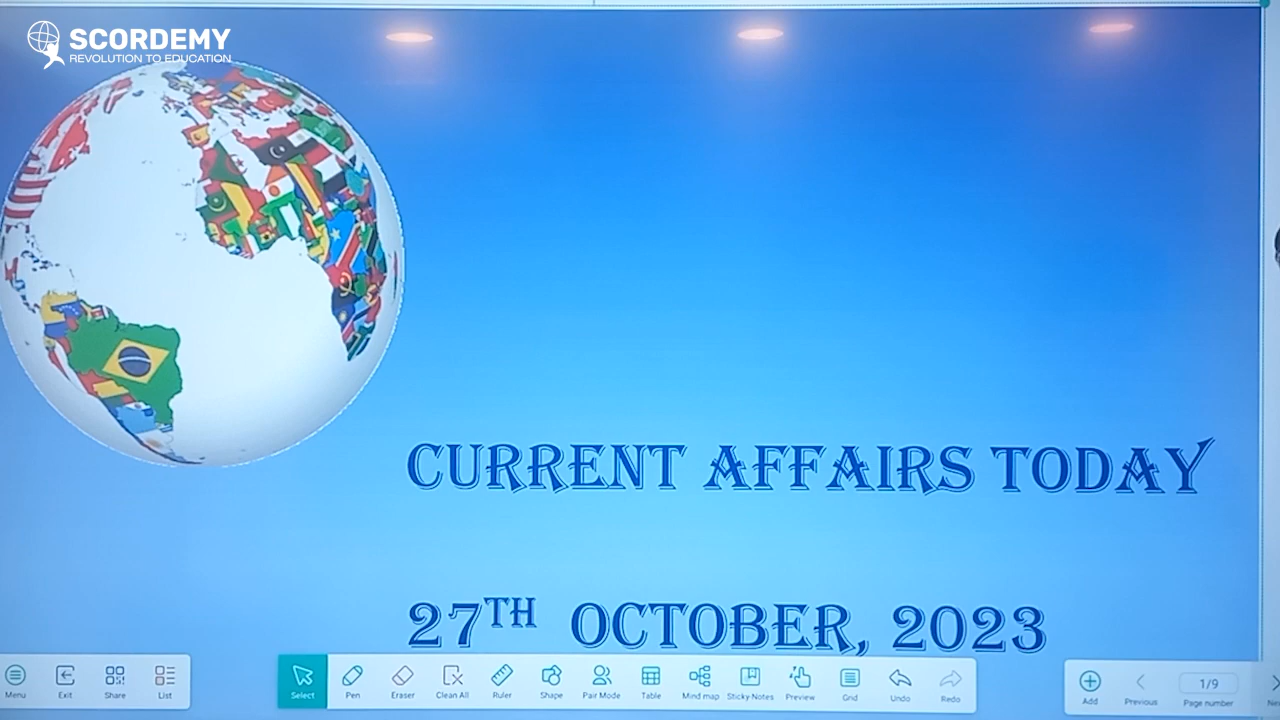 SCORDEMY
REVOLUTION TO EDUCATION
CURRENT AFFAIRS TODAY
27TH OCTOBER, 2023
Menu Exit Share List Select Pen Eraser Clean All Ruler Shape Pair Mode Table Mind map Sticky Notes Preview Grid Undo Redo Add Previous 1/9 Page number